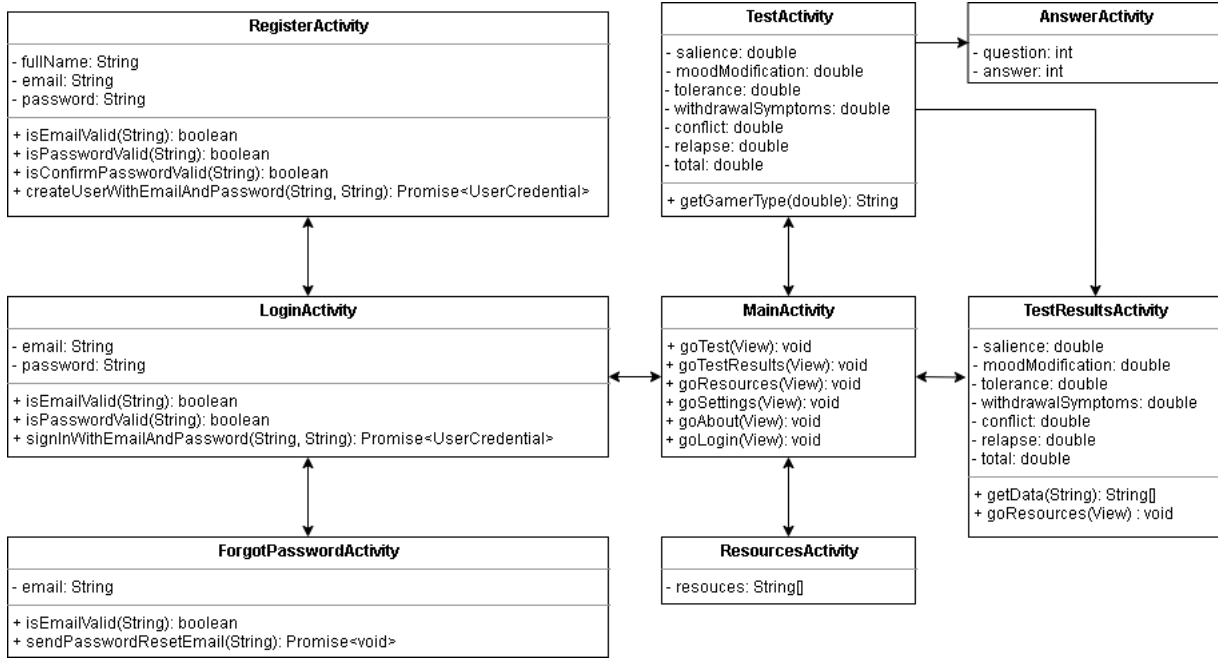 RegisterActivity
- fullName: String
- email: String
- password: String
+ isEmailValid(String): boolean
+ isPasswordValid(String): boolean
+ isConfirmPasswordValid(String): boolean
+ createUserWithEmailAndPassword(String, String): Promise<UserCredential>
TestActivity
- salience: double
- moodModification: double
- tolerance: double
- withdrawalSymptoms: double
- conflict: double
- relapse: double
- total: double
+ getGamerType(double): String
AnswerActivity
- question: int
- answer: int
LoginActivity
- email: String
- password: String
+ isEmailValid(String): boolean
+ isPasswordValid(String): boolean
+ signInWithEmailAndPassword(String, String): Promise<UserCredential>
MainActivity
+ goTest(View): void
+ goTestResults(View): void
+ goResources(View): void
+ goSettings(View): void
+ goAbout(View): void
+ goLogin(View): void
TestResultsActivity
- salience: double
- moodModification: double
- tolerance: double
- withdrawalSymptoms: double
- conflict: double
- relapse: double
- total: double
+ getData(String): String[]
+ goResources(View) : void
ForgotPasswordActivity
- email: String
+ isEmailValid(String): boolean
+ sendPasswordResetEmail(String): Promise<void>
ResourcesActivity
- resouces: String[]